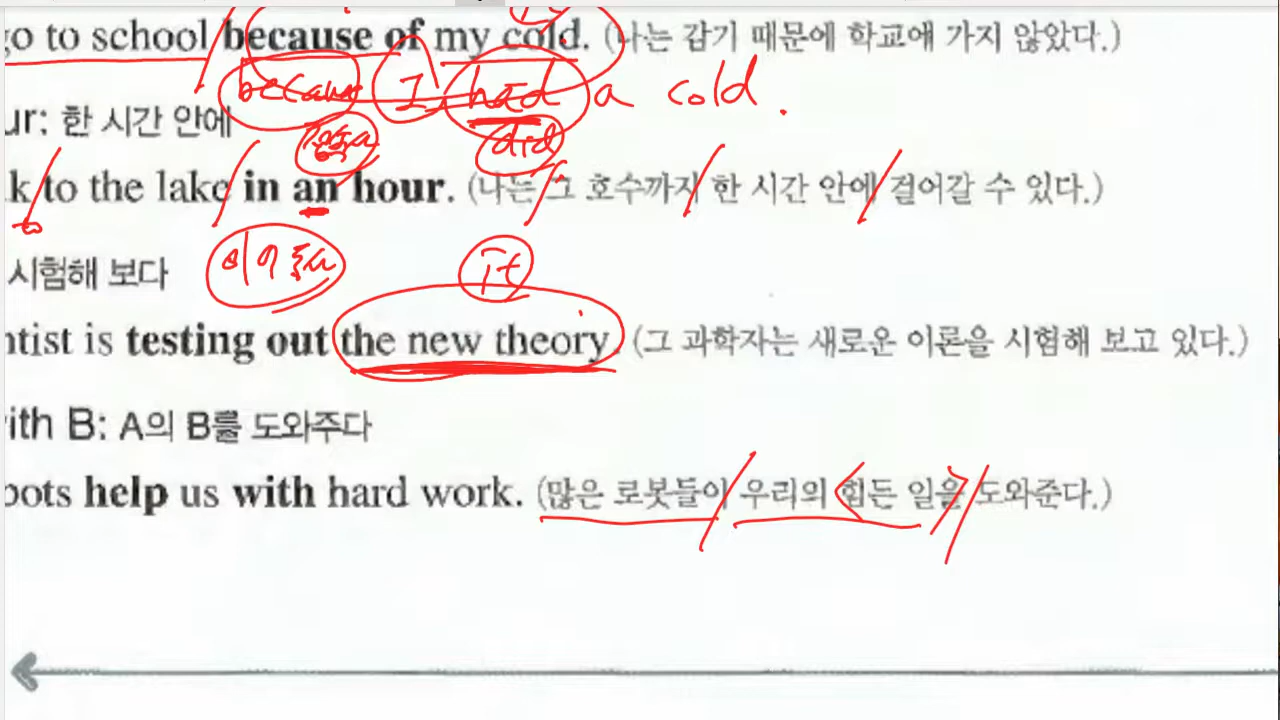 go to school because of my cold. (나는 감기 때문에 학교에 가지 않았다.)
because I had a cold.
ur: 한 시간 안에
did
k to the lake in an hour. (나는 그 호수까지 한 시간 안에 걸어갈 수 있다.)
to
시험해 보다
it
ntist is testing out the new theory. (그 과학자는 새로운 이론을 시험해 보고 있다.)
ith B: A의 B를 도와주다
bots help us with hard work. (많은 로봇들이 우리의 힘든 일을 도와준다.)